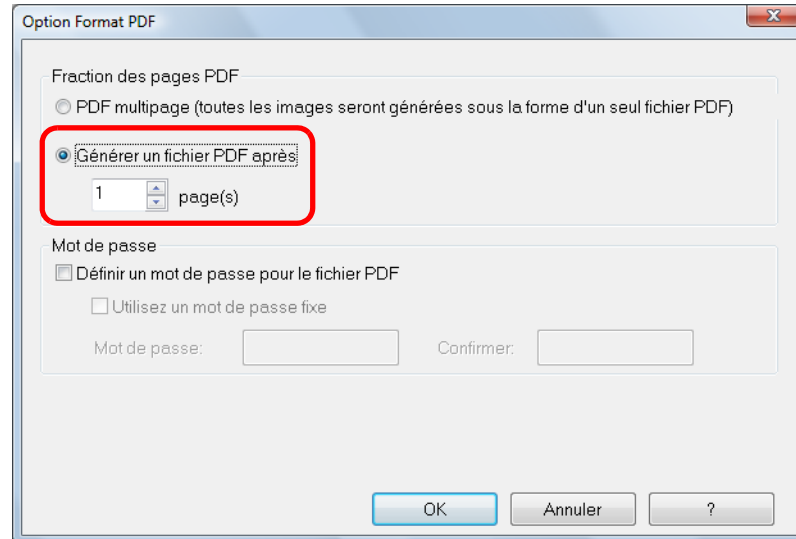 Option Format PDF
Fraction des pages PDF
PDF multipage (toutes les images seront générées sous la forme d'un seul fichier PDF)
Générer un fichier PDF après
1 page(s)
Mot de passe
Définir un mot de passe pour le fichier PDF
Utilisez un mot de passe fixe
Mot de passe: Confirmer:
OK Annuler ?